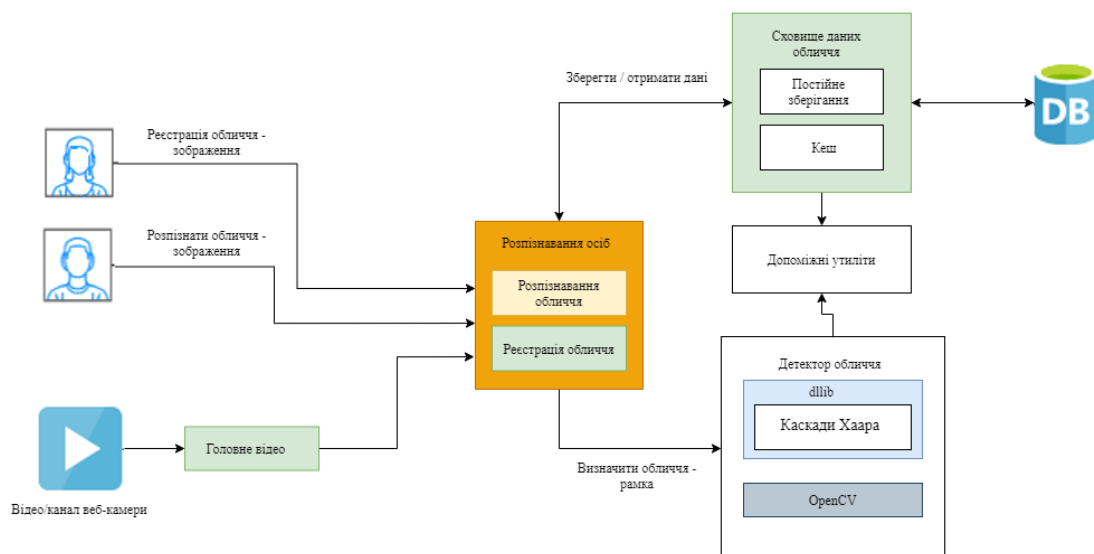 Сховище даних
обличчя
Постійне
зберігання
Кеш
DB
Зберегти / отримати дані
Реєстрація обличчя -
зображення
Розпізнати обличчя -
зображення
Розпізнавання осіб
Розпізнавання
обличчя
Реєстрація обличчя
Допоміжні утиліти
Детектор обличчя
dllib
Каскади Хаара
OpenCV
Головне відео
Визначити обличчя -
рамка
Відео/канал веб-камери